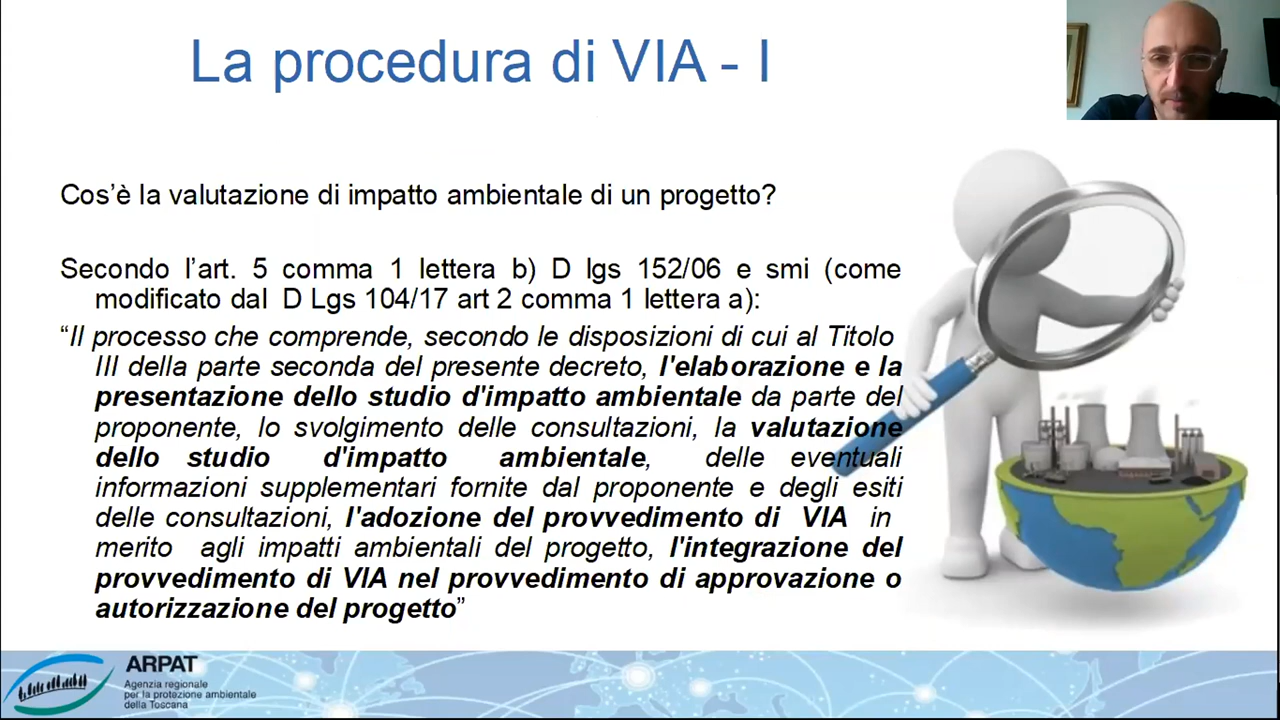 La procedura di VIA - I
Cos’è la valutazione di impatto ambientale di un progetto?
Secondo l’art. 5 comma 1 lettera b) D lgs 152/06 e smi (come
modificato dal D Lgs 104/17 art 2 comma 1 lettera a):
“Il processo che comprende, secondo le disposizioni di cui al Titolo
III della parte seconda del presente decreto, l'elaborazione e la
presentazione dello studio d'impatto ambientale da parte del
proponente, lo svolgimento delle consultazioni, la valutazione
dello studio d'impatto ambientale, delle eventuali
informazioni supplementari fornite dal proponente e degli esiti
delle consultazioni, l'adozione del provvedimento di VIA in
merito agli impatti ambientali del progetto, l'integrazione del
provvedimento di VIA nel provvedimento di approvazione o
autorizzazione del progetto”
ARPAT
Agenzia regionale
per la protezione ambientale
della Toscana